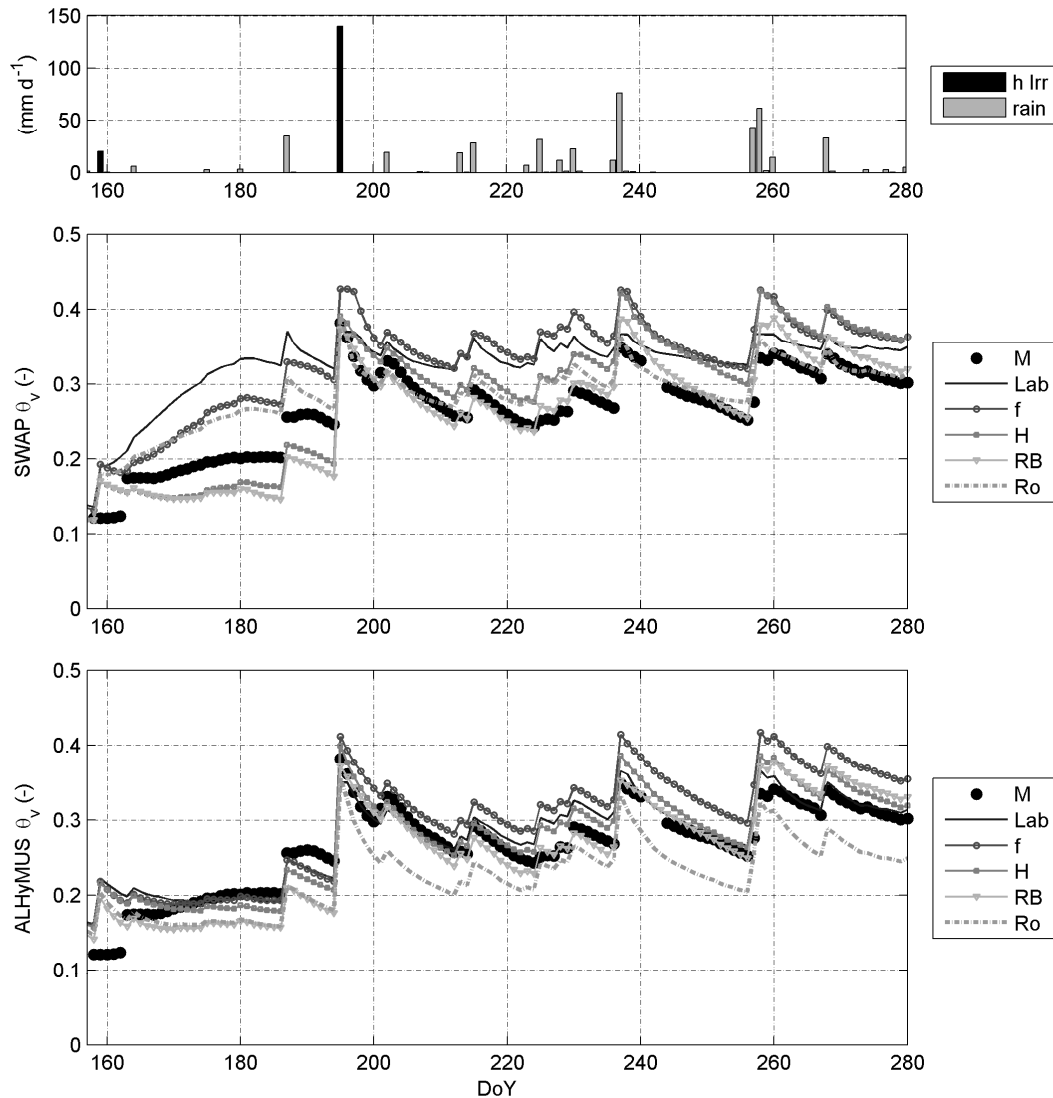 150
100
50
0
(mm d⁻¹)
160 180 200 220 240 260 280
h Irr
rain
0.5
0.4
0.3
0.2
0.1
0
SWAP θv (-)
160 180 200 220 240 260 280
M
Lab
f
H
RB
Ro
0.5
0.4
0.3
0.2
0.1
0
ALHyMUS θv (-)
160 180 200 220 240 260 280
DoY
M
Lab
f
H
RB
Ro